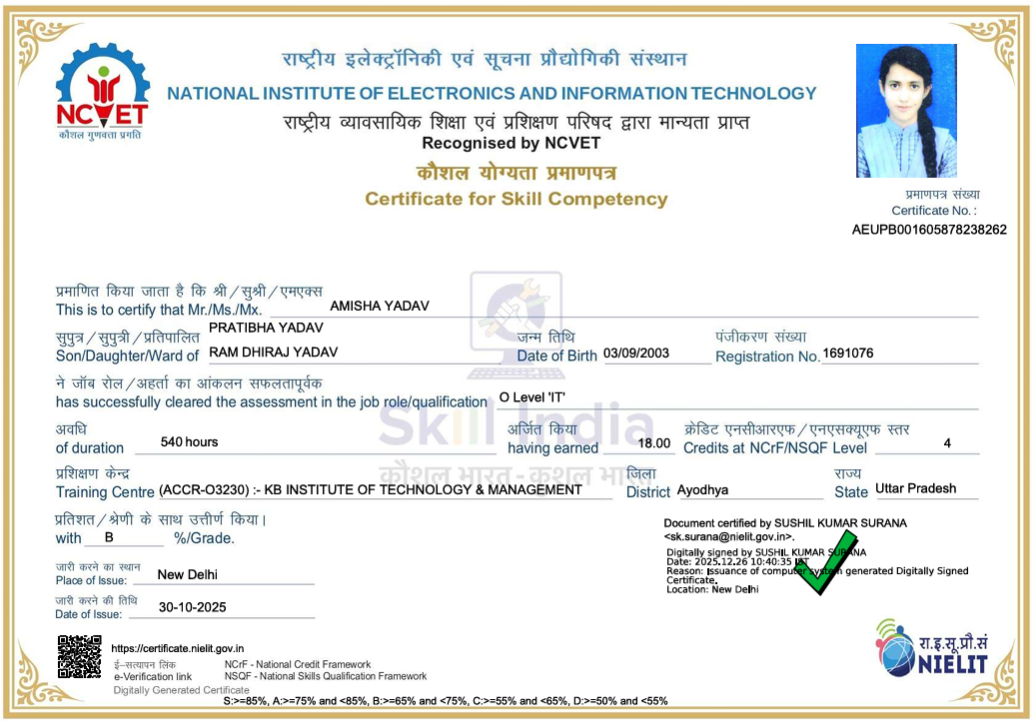 राष्ट्रीय इलेक्ट्रॉनिकी एवं सूचना प्रौद्योगिकी संस्थान
NATIONAL INSTITUTE OF ELECTRONICS AND INFORMATION TECHNOLOGY
राष्ट्रीय व्यावसायिक शिक्षा एवं प्रशिक्षण परिषद द्वारा मान्यता प्राप्त
Recognised by NCVET
कौशल योग्यता प्रमाणपत्र
Certificate for Skill Competency
NCVET
कौशल गुणवत्ता प्रगति
प्रमाणपत्र संख्या
Certificate No. :
AEUPB001605878238262
प्रमाणित किया जाता है कि श्री/सुश्री/एमएक्स
This is to certify that Mr./Ms./Mx. AMISHA YADAV
सुपुत्र/सुपुत्री/प्रतिपालित PRATIBHA YADAV जन्म तिथि पंजीकरण संख्या
Son/Daughter/Ward of RAM DHIRAJ YADAV Date of Birth 03/09/2003 Registration No. 1691076
ने जॉब रोल/अहर्ता का आंकलन सफलतापूर्वक
has successfully cleared the assessment in the job role/qualification O Level 'IT'
Skill India
अवधि अर्जित किया क्रेडिट एनसीआरएफ/एनएसक्यूएफ स्तर
of duration 540 hours having earned 18.00 Credits at NCrF/NSQF Level 4
कौशल भारत-कुशल भारत
प्रशिक्षण केन्द्र जिला राज्य
Training Centre (ACCR-O3230) :- KB INSTITUTE OF TECHNOLOGY & MANAGEMENT District Ayodhya State Uttar Pradesh
प्रतिशत/श्रेणी के साथ उत्तीर्ण किया।
with B %/Grade.
Document certified by SUSHIL KUMAR SURANA
<sk.surana@nielit.gov.in>.
Digitally signed by SUSHIL KUMAR SURANA
Date: 2025.12.26 10:40:35 IST
Reason: Issuance of computer system generated Digitally Signed
Certificate.
Location: New Delhi
जारी करने का स्थान
Place of Issue: New Delhi
जारी करने की तिथि
Date of Issue: 30-10-2025
https://certificate.nielit.gov.in
ई-सत्यापन लिंक NCrF - National Credit Framework
e-Verification link NSQF - National Skills Qualification Framework
Digitally Generated Certificate
S:>=85%, A:>=75% and <85%, B:>=65% and <75%, C:>=55% and <65%, D:>=50% and <55%
रा.इ.सू.प्रौ.सं
NIELIT